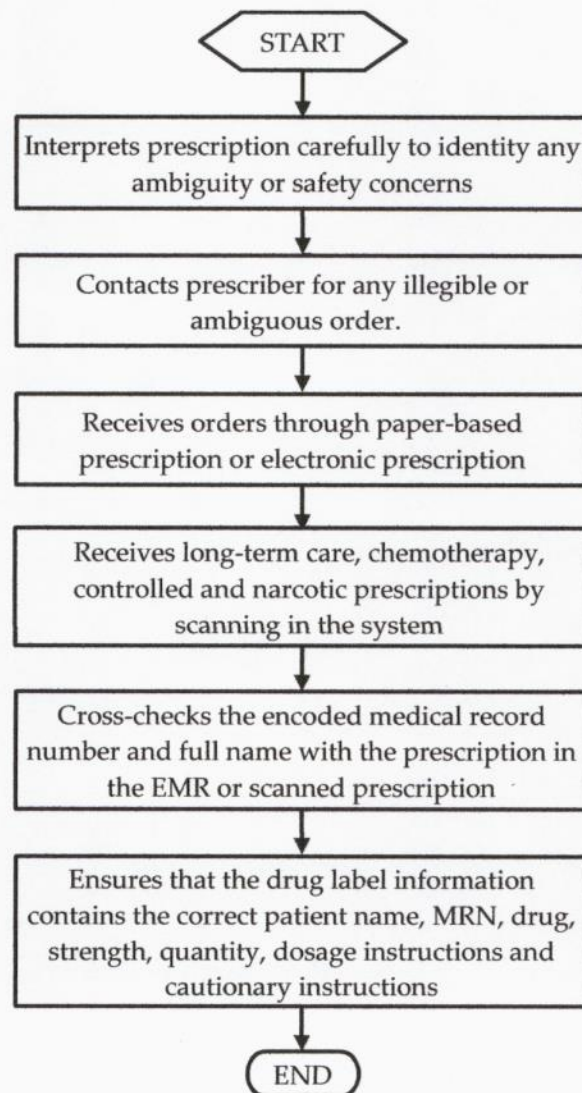 START
Interprets prescription carefully to identity any
ambiguity or safety concerns
Contacts prescriber for any illegible or
ambiguous order.
Receives orders through paper-based
prescription or electronic prescription
Receives long-term care, chemotherapy,
controlled and narcotic prescriptions by
scanning in the system
Cross-checks the encoded medical record
number and full name with the prescription in
the EMR or scanned prescription
Ensures that the drug label information
contains the correct patient name, MRN, drug,
strength, quantity, dosage instructions and
cautionary instructions
END